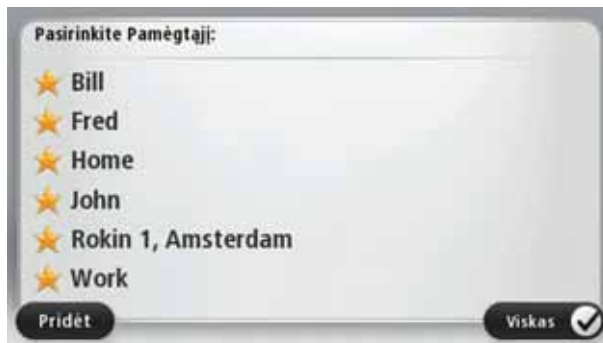 Pasirinkite Pamėgtąjį:
Bill
Fred
Home
John
Rokin 1, Amsterdam
Work
Pridėt
Viskas